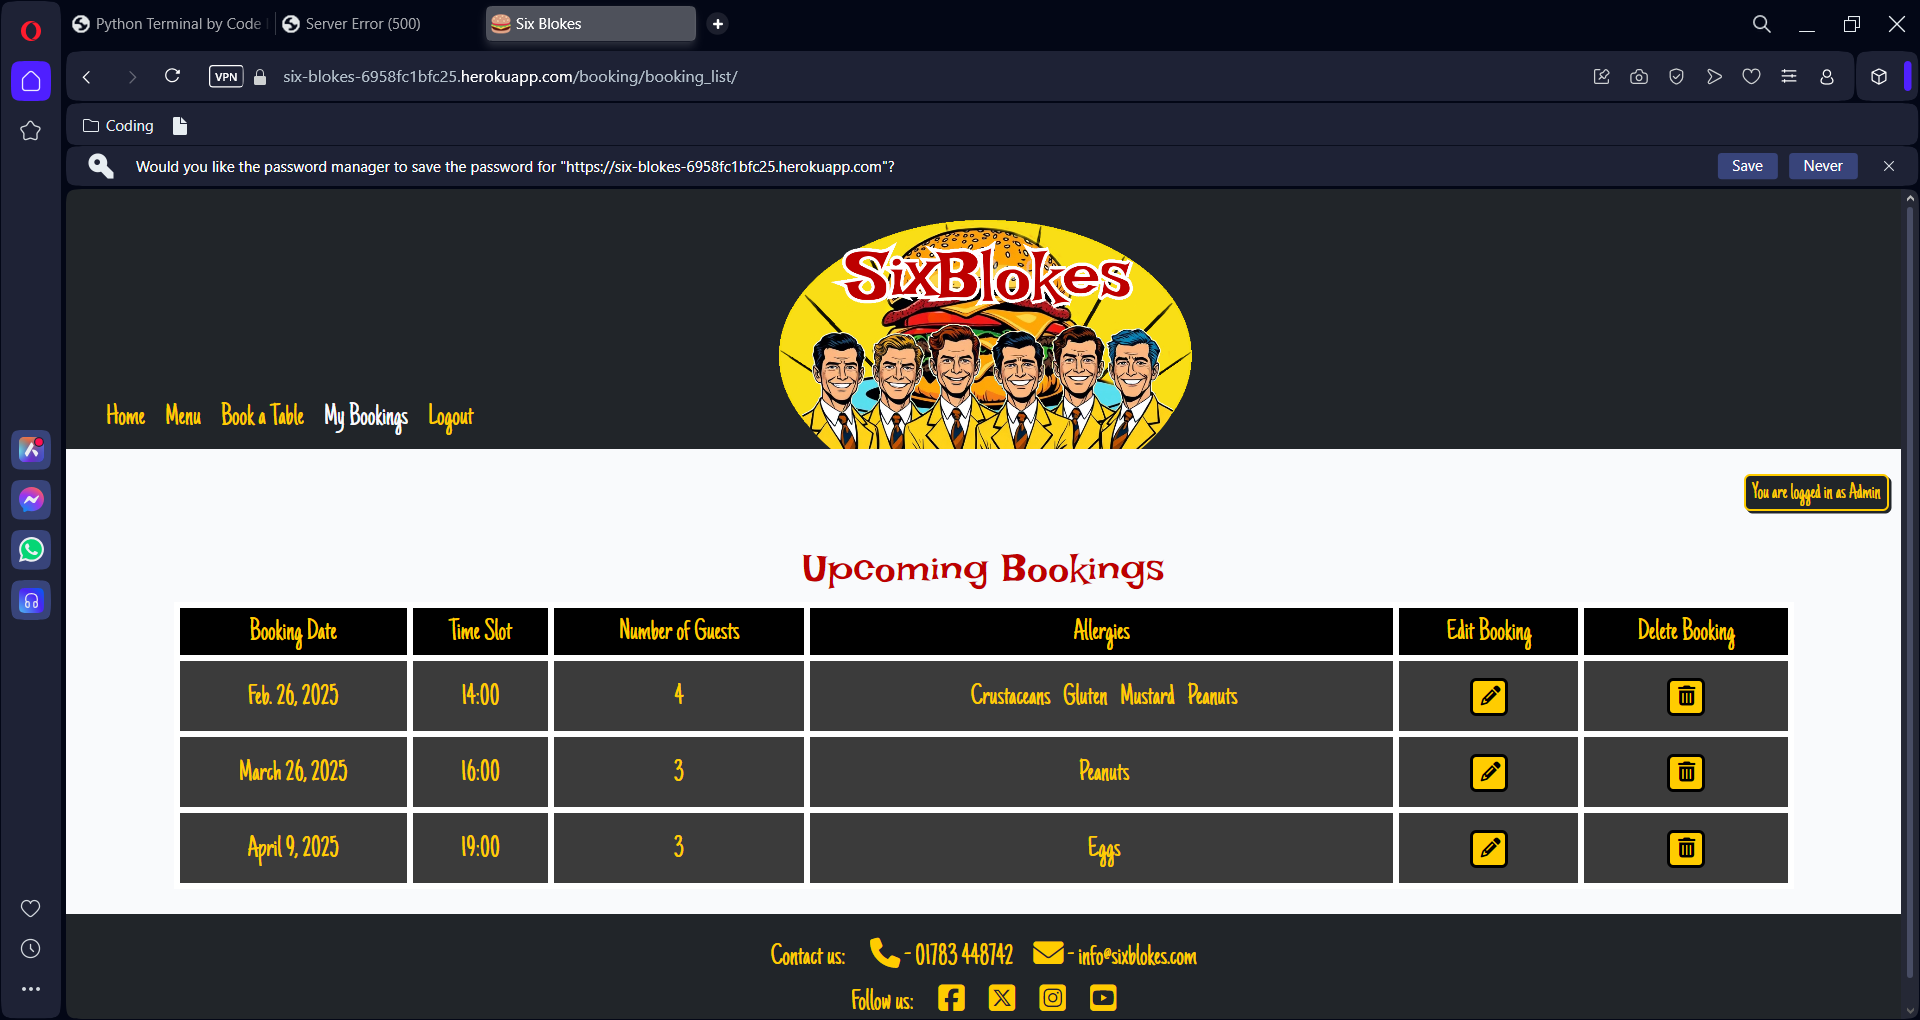 Python Terminal by Code
Server Error (500)
Six Blokes
VPN
six-blokes-6958fc1bfc25.herokuapp.com/booking/booking_list/
Coding
Would you like the password manager to save the password for "https://six-blokes-6958fc1bfc25.herokuapp.com"?
Save
Never
SixBlokes
Home Menu Book a Table My Bookings Logout
You are logged in as Admin
Upcoming Bookings
Booking Date Time Slot Number of Guests Allergies Edit Booking Delete Booking
Feb. 26, 2025 14:00 4 Crustaceans Gluten Mustard Peanuts
March 26, 2025 16:00 3 Peanuts
April 9, 2025 19:00 3 Eggs
Contact us: - 01783 448742 - info@sixblokes.com
Follow us: